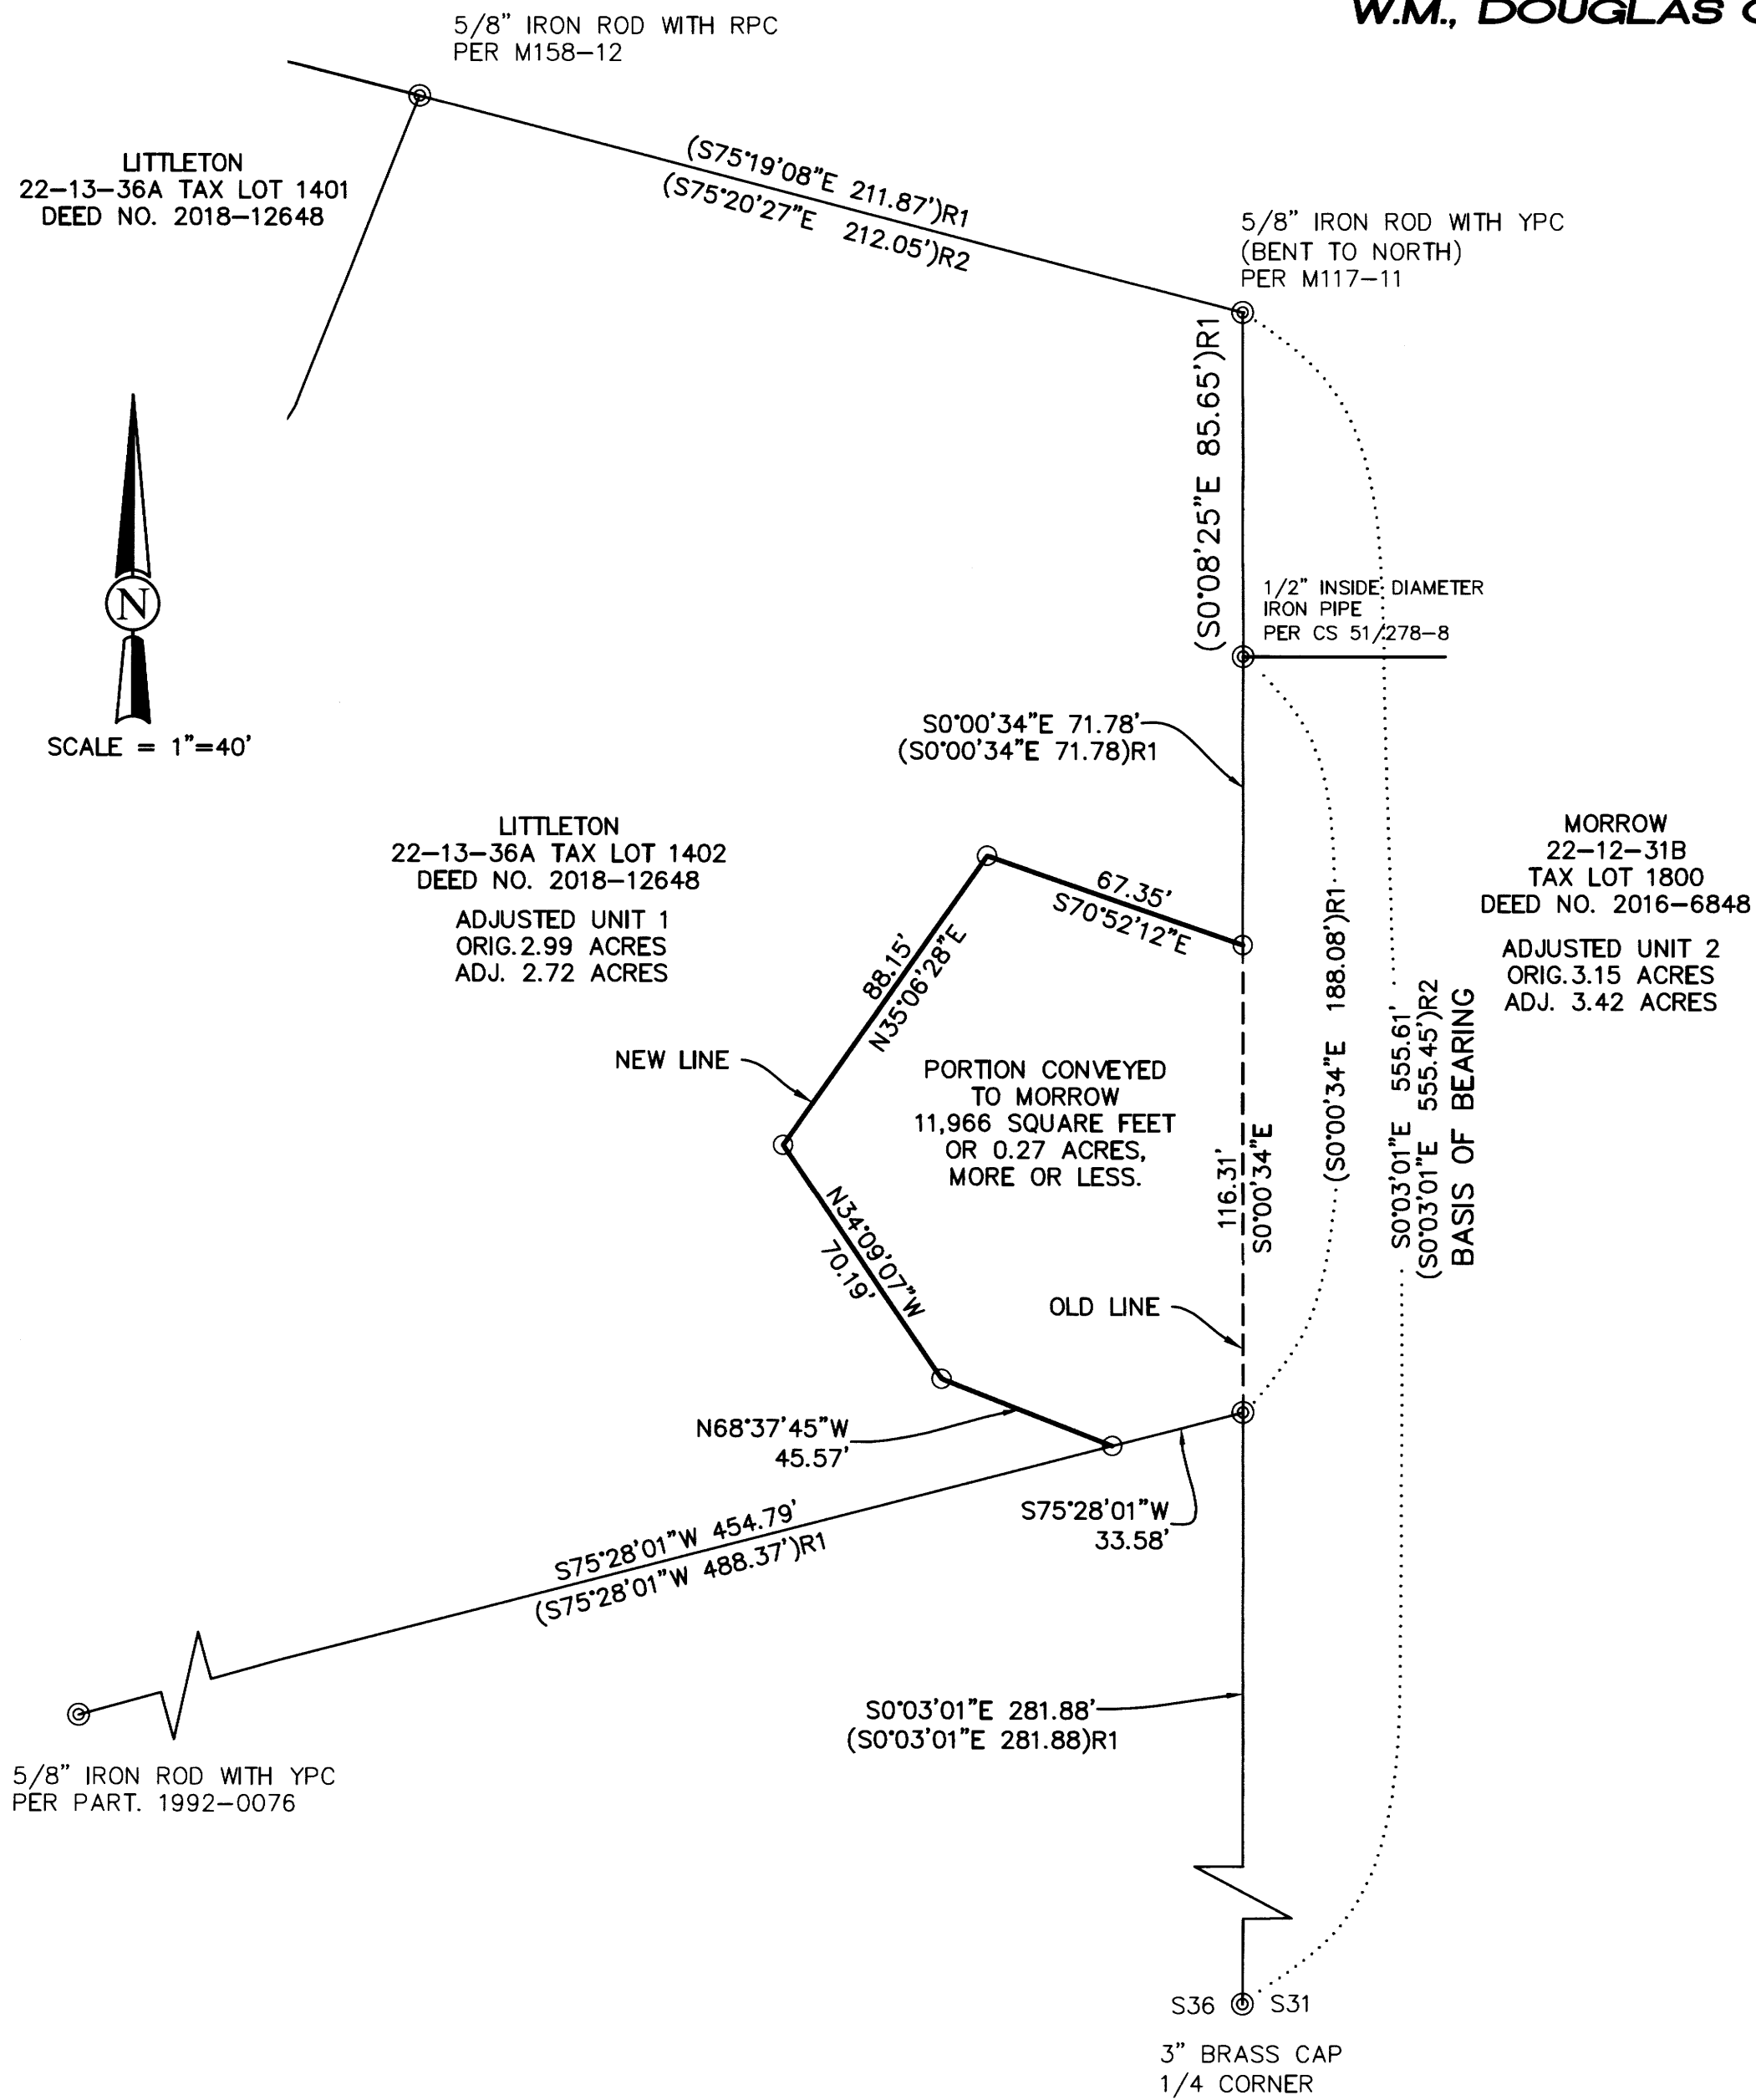 W.M., DOUGLAS
5/8" IRON ROD WITH RPC
PER M158-12
LITTLETON
22-13-36A TAX LOT 1401
DEED NO. 2018-12648
(S75°19'08"E 211.87')R1
(S75°20'27"E 212.05')R2
5/8" IRON ROD WITH YPC
(BENT TO NORTH)
PER M117-11
(S0°08'25"E 85.65')R1
N
SCALE = 1"=40'
1/2" INSIDE DIAMETER
IRON PIPE
PER CS 51/278-8
S0°00'34"E 71.78'
(S0°00'34"E 71.78)R1
LITTLETON
22-13-36A TAX LOT 1402
DEED NO. 2018-12648
ADJUSTED UNIT 1
ORIG.2.99 ACRES
ADJ. 2.72 ACRES
67.35'
S70°52'12"E
MORROW
22-12-31B
TAX LOT 1800
DEED NO. 2016-6848
ADJUSTED UNIT 2
ORIG.3.15 ACRES
ADJ. 3.42 ACRES
88.15'
N35°06'28"E
NEW LINE
PORTION CONVEYED
TO MORROW
11,966 SQUARE FEET
OR 0.27 ACRES,
MORE OR LESS.
116.31'
S0°00'34"E
(S0°00'34"E 188.08')R1
S0°03'01"E 555.61'
(S0°03'01"E 555.45')R2
BASIS OF BEARING
N34°09'07"W
70.19'
OLD LINE
N68°37'45"W
45.57'
S75°28'01"W
33.58'
S75°28'01"W 454.79'
(S75°28'01"W 488.37')R1
S0°03'01"E 281.88'
(S0°03'01"E 281.88)R1
5/8" IRON ROD WITH YPC
PER PART. 1992-0076
S36 S31
3" BRASS CAP
1/4 CORNER